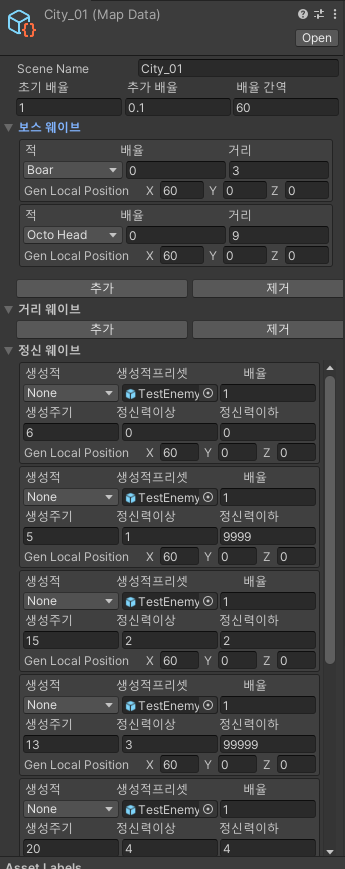 City_01 (Map Data)
Open
Scene Name City_01
초기 배율 추가 배율 배율 간역
1 0.1 60
보스 웨이브
적 배율 거리
Boar 0 3
Gen Local Position X 60 Y 0 Z 0
적 배율 거리
Octo Head 0 9
Gen Local Position X 60 Y 0 Z 0
추가 제거
거리 웨이브
추가 제거
정신 웨이브
생성적 생성적프리셋 배율
None TestEnemy 1
생성주기 정신력이상 정신력이하
6 0 0
Gen Local Position X 60 Y 0 Z 0
생성적 생성적프리셋 배율
None TestEnemy 1
생성주기 정신력이상 정신력이하
5 1 9999
Gen Local Position X 60 Y 0 Z 0
생성적 생성적프리셋 배율
None TestEnemy 1
생성주기 정신력이상 정신력이하
15 2 2
Gen Local Position X 60 Y 0 Z 0
생성적 생성적프리셋 배율
None TestEnemy 1
생성주기 정신력이상 정신력이하
13 3 99999
Gen Local Position X 60 Y 0 Z 0
생성적 생성적프리셋 배율
None TestEnemy 1
생성주기 정신력이상 정신력이하
20 4 4
Asset Labels